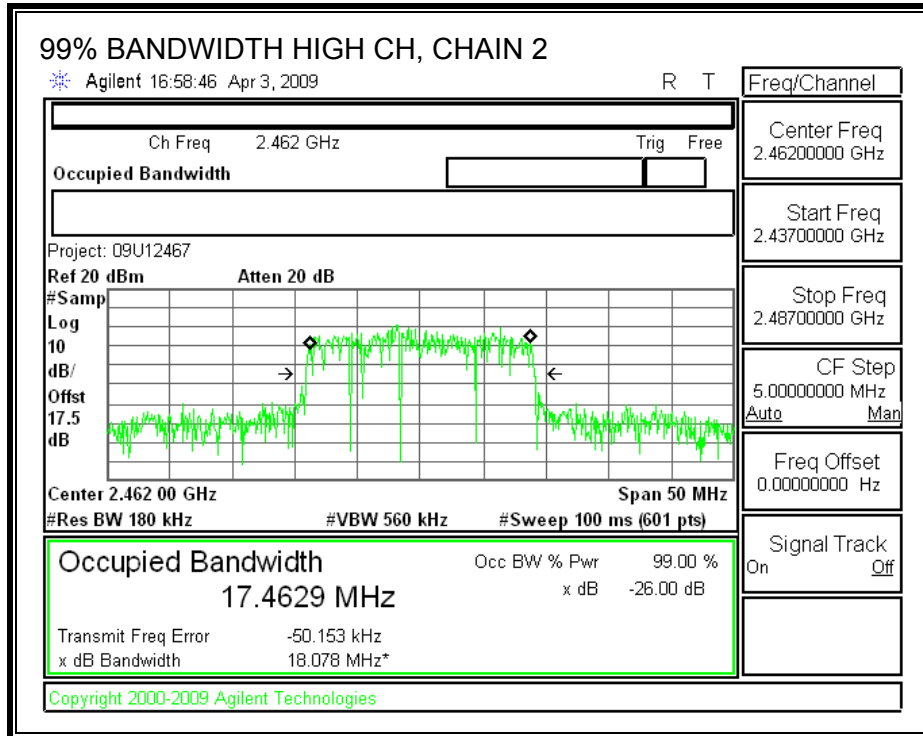 99% BANDWIDTH HIGH CH, CHAIN 2
Agilent 16:58:46 Apr 3, 2009 R T
Freq/Channel
Ch Freq 2.462 GHz Trig Free
Occupied Bandwidth
Center Freq
2.46200000 GHz
Start Freq
2.43700000 GHz
Stop Freq
2.48700000 GHz
CF Step
5.00000000 MHz
Auto Man
Freq Offset
0.00000000 Hz
Signal Track
On Off
Project: 09U12467
Ref 20 dBm Atten 20 dB
#Samp
Log
10
dB/
Offst
17.5
dB
Center 2.462 00 GHz Span 50 MHz
#Res BW 180 kHz #VBW 560 kHz #Sweep 100 ms (601 pts)
Occupied Bandwidth Occ BW % Pwr 99.00 %
17.4629 MHz x dB -26.00 dB
Transmit Freq Error -50.153 kHz
x dB Bandwidth 18.078 MHz*
Copyright 2000-2009 Agilent Technologies